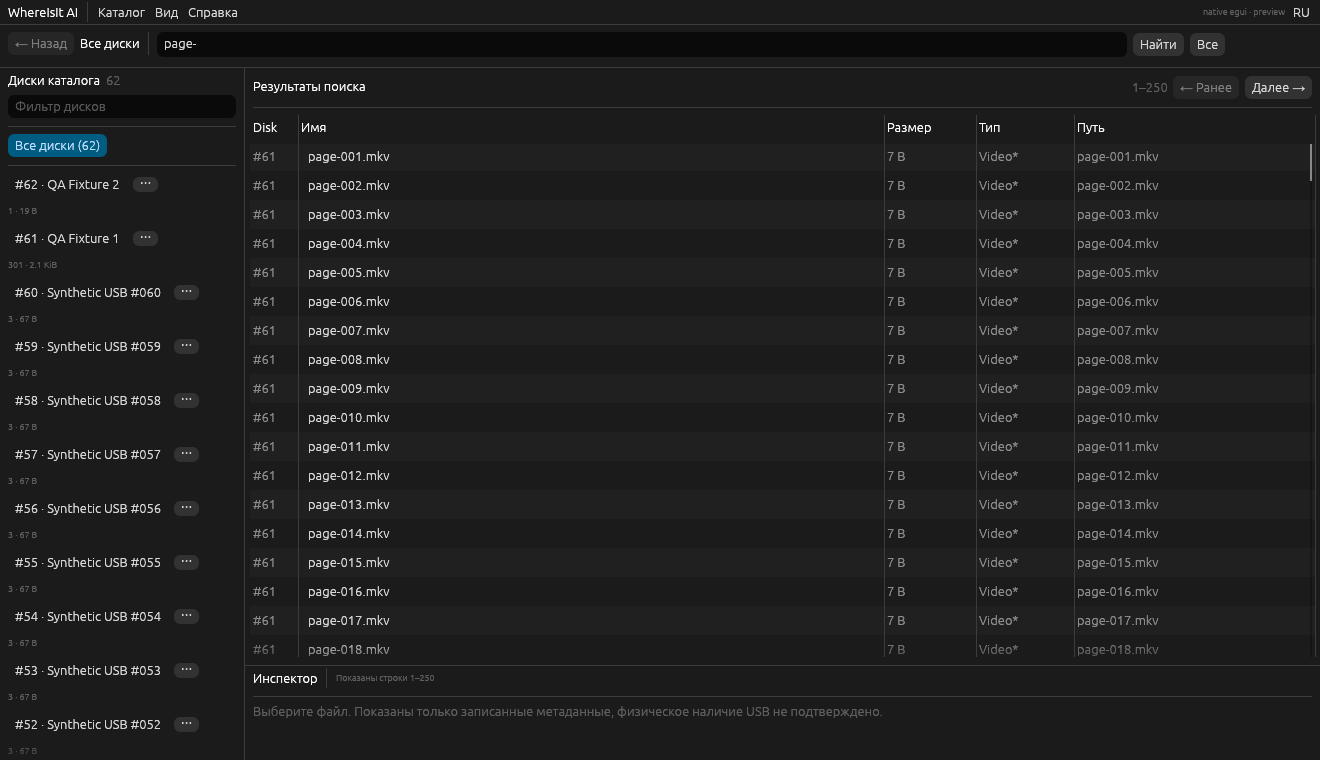 WhereIsIt AI Каталог Вид Справка native egui · preview RU
← Назад Все диски page- Найти Все
Диски каталога 62
Фильтр дисков
Все диски (62)
#62 · QA Fixture 2 ···
1 · 19 B
#61 · QA Fixture 1 ···
301 · 2.1 KiB
#60 · Synthetic USB #060 ···
3 · 67 B
#59 · Synthetic USB #059 ···
3 · 67 B
#58 · Synthetic USB #058 ···
3 · 67 B
#57 · Synthetic USB #057 ···
3 · 67 B
#56 · Synthetic USB #056 ···
3 · 67 B
#55 · Synthetic USB #055 ···
3 · 67 B
#54 · Synthetic USB #054 ···
3 · 67 B
#53 · Synthetic USB #053 ···
3 · 67 B
#52 · Synthetic USB #052 ···
3 · 67 B
Результаты поиска 1–250 ← Ранее Далее →
Disk Имя Размер Тип Путь
#61 page-001.mkv 7 B Video* page-001.mkv
#61 page-002.mkv 7 B Video* page-002.mkv
#61 page-003.mkv 7 B Video* page-003.mkv
#61 page-004.mkv 7 B Video* page-004.mkv
#61 page-005.mkv 7 B Video* page-005.mkv
#61 page-006.mkv 7 B Video* page-006.mkv
#61 page-007.mkv 7 B Video* page-007.mkv
#61 page-008.mkv 7 B Video* page-008.mkv
#61 page-009.mkv 7 B Video* page-009.mkv
#61 page-010.mkv 7 B Video* page-010.mkv
#61 page-011.mkv 7 B Video* page-011.mkv
#61 page-012.mkv 7 B Video* page-012.mkv
#61 page-013.mkv 7 B Video* page-013.mkv
#61 page-014.mkv 7 B Video* page-014.mkv
#61 page-015.mkv 7 B Video* page-015.mkv
#61 page-016.mkv 7 B Video* page-016.mkv
#61 page-017.mkv 7 B Video* page-017.mkv
#61 page-018.mkv 7 B Video* page-018.mkv
Инспектор Показаны строки 1–250
Выберите файл. Показаны только записанные метаданные, физическое наличие USB не подтверждено.